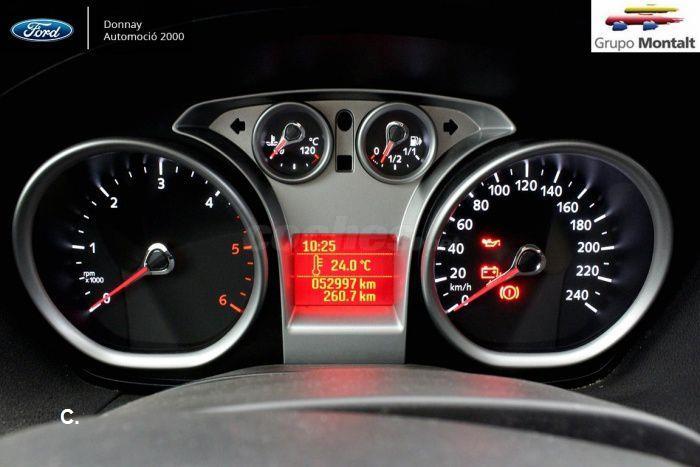 Ford
Donnay
Automoció 2000
Grupo Montalt
°C
120
0 1/2 1/1
1 2 3 4 5 6
0
rpm
x1000
10:25
24.0 °C
052997 km
260.7 km
0 20 40 60 80 100 120 140 160 180 200 220 240
km/h
C.